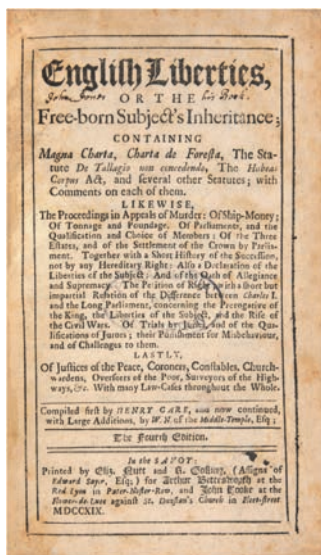 English Liberties,
John Jones his Book.
OR THE
Free-born Subject's Inheritance;
CONTAINING
Magna Charta, Charta de Foresta, The Sta-
tute De Tallagio non concedendo, The Habeas
Corpus Act, and several other Statutes; with
Comments on each of them.
LIKEWISE,
The Proceedings in Appeals of Murder: Of Ship-Money;
Of Tonnage and Poundage. Of Parliaments, and the
Qualification and Choice of Members: Of the Three
Estates, and of the Settlement of the Crown by Parlia-
ment. Together with a Short History of the Succession,
not by any Hereditary Right: Also a Declaration of the
Liberties of the Subject: And of the Oath of Allegiance
and Supremacy. The Petition of Right; with a short but
impartial Relation of the Difference between Charles I.
and the Long Parliament, concerning the Prerogative of
the King, the Liberties of the Subject, and the Rise of
the Civil Wars. Of Trials by Juries, and of the Qua-
lifications of Jurors; their Punishment for Misbehaviour,
and of Challenges to them.
LASTLY,
Of Justices of the Peace, Coroners, Constables, Church-
wardens, Overseers of the Poor, Surveyors of the High-
ways, &c. With many Law-Cases throughout the Whole.
Compiled first by HENRY CARE, and now continued,
with Large Additions, by W. N. of the Middle-Temple, Esq;
The Fourth Edition.
In the SAVOY:
Printed by Eliz. Nutt and R. Gosling, (Assigns of
Edward Sayer, Esq;) for Arthur Bettesworth at the
Red Lyon in Pater-Noster-Row, and John Cooke at the
Flower-de-Luce against St. Dunstan's Church in Fleet-street
MDCCXIX.